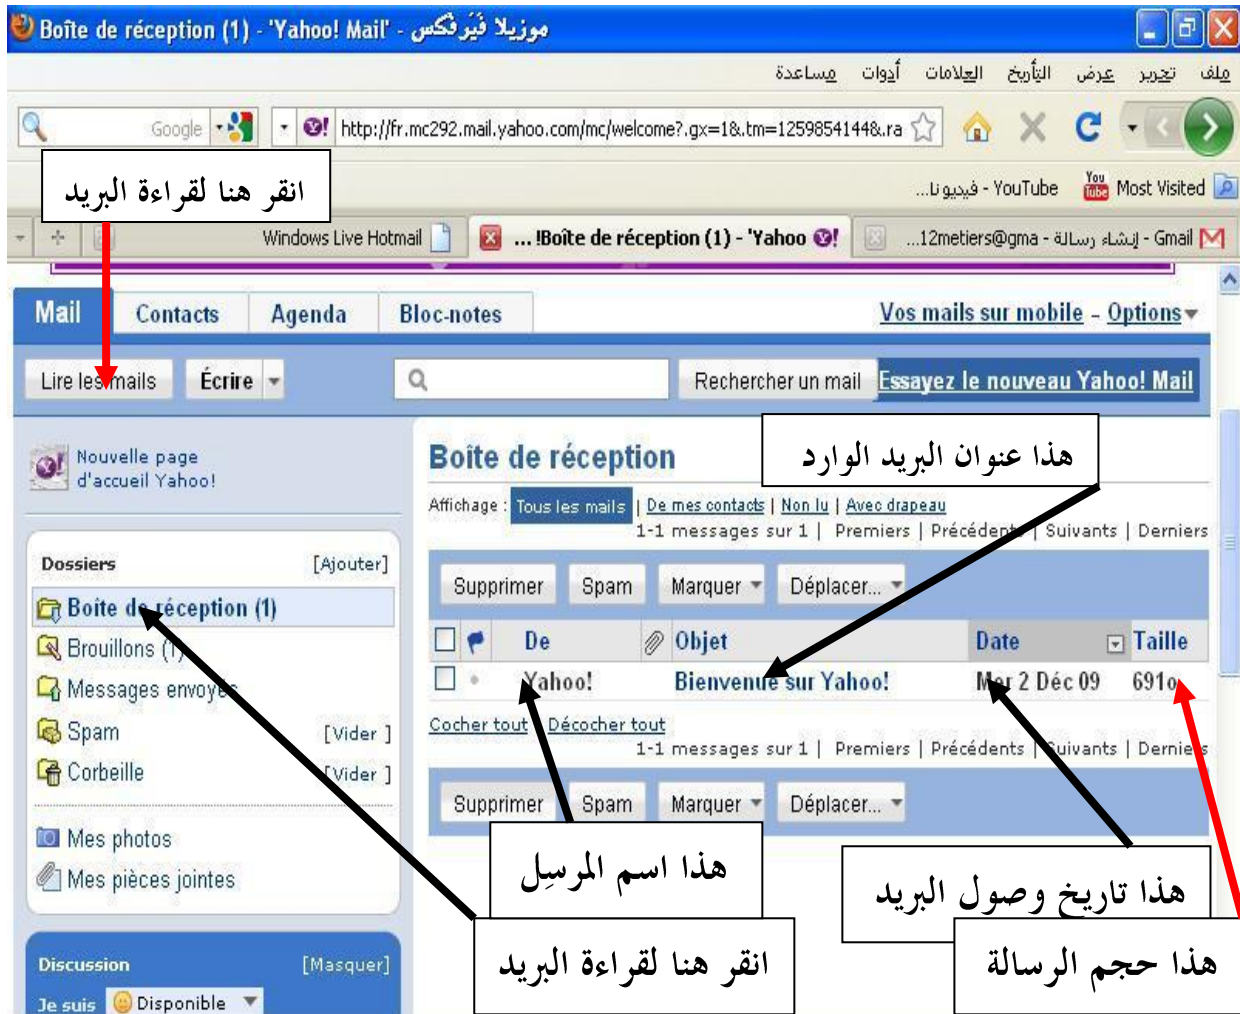 Boîte de réception (1) - 'Yahoo! Mail' - موزيلا فَيَرفُكس
ملف تحرير عرض التأريخ العلامات أدوات مساعدة
Google http://fr.mc292.mail.yahoo.com/mc/welcome?.gx=1&.tm=1259854144&.ra
انقر هنا لقراءة البريد
Most Visited YouTube - فيديو نا...
Gmail - إنشاء رسالة - 12metiers@gma...
Boîte de réception (1) - 'Yahoo! ...
Windows Live Hotmail
Mail Contacts Agenda Bloc-notes Vos mails sur mobile - Options
Lire les mails Écrire Rechercher un mail Essayez le nouveau Yahoo! Mail
Nouvelle page
d'accueil Yahoo!
Boîte de réception
هذا عنوان البريد الوارد
Affichage : Tous les mails | De mes contacts | Non lu | Avec drapeau
1-1 messages sur 1 | Premiers | Précédents | Suivants | Derniers
Dossiers [Ajouter]
Supprimer Spam Marquer Déplacer...
Boîte de réception (1)
De Objet Date Taille
Brouillons (1)
Yahoo! Bienvenue sur Yahoo! Mer 2 Déc 09 691o
Messages envoyés
Cocher tout Décocher tout
Spam [Vider ]
1-1 messages sur 1 | Premiers | Précédents | Suivants | Derniers
Corbeille [Vider ]
Supprimer Spam Marquer Déplacer...
Mes photos
Mes pièces jointes
هذا اسم المرسِل
هذا تاريخ وصول البريد
انقر هنا لقراءة البريد
هذا حجم الرسالة
Discussion [Masquer]
Je suis Disponible